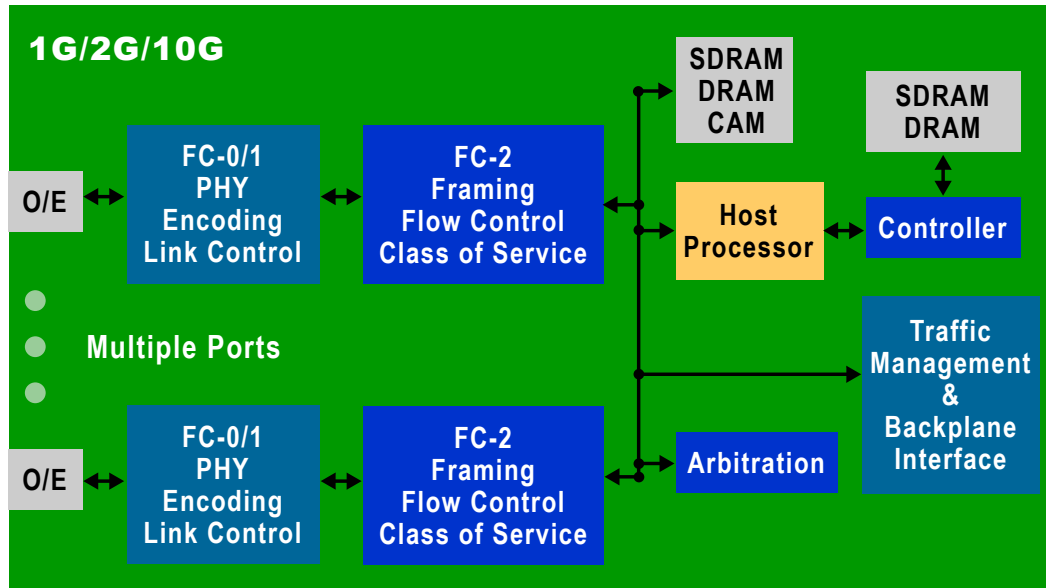 1G/2G/10G
SDRAM
DRAM
CAM
SDRAM
DRAM
O/E
FC-0/1
PHY
Encoding
Link Control
FC-2
Framing
Flow Control
Class of Service
Host
Processor
Controller
Multiple Ports
Traffic
Management
&
Backplane
Interface
O/E
FC-0/1
PHY
Encoding
Link Control
FC-2
Framing
Flow Control
Class of Service
Arbitration